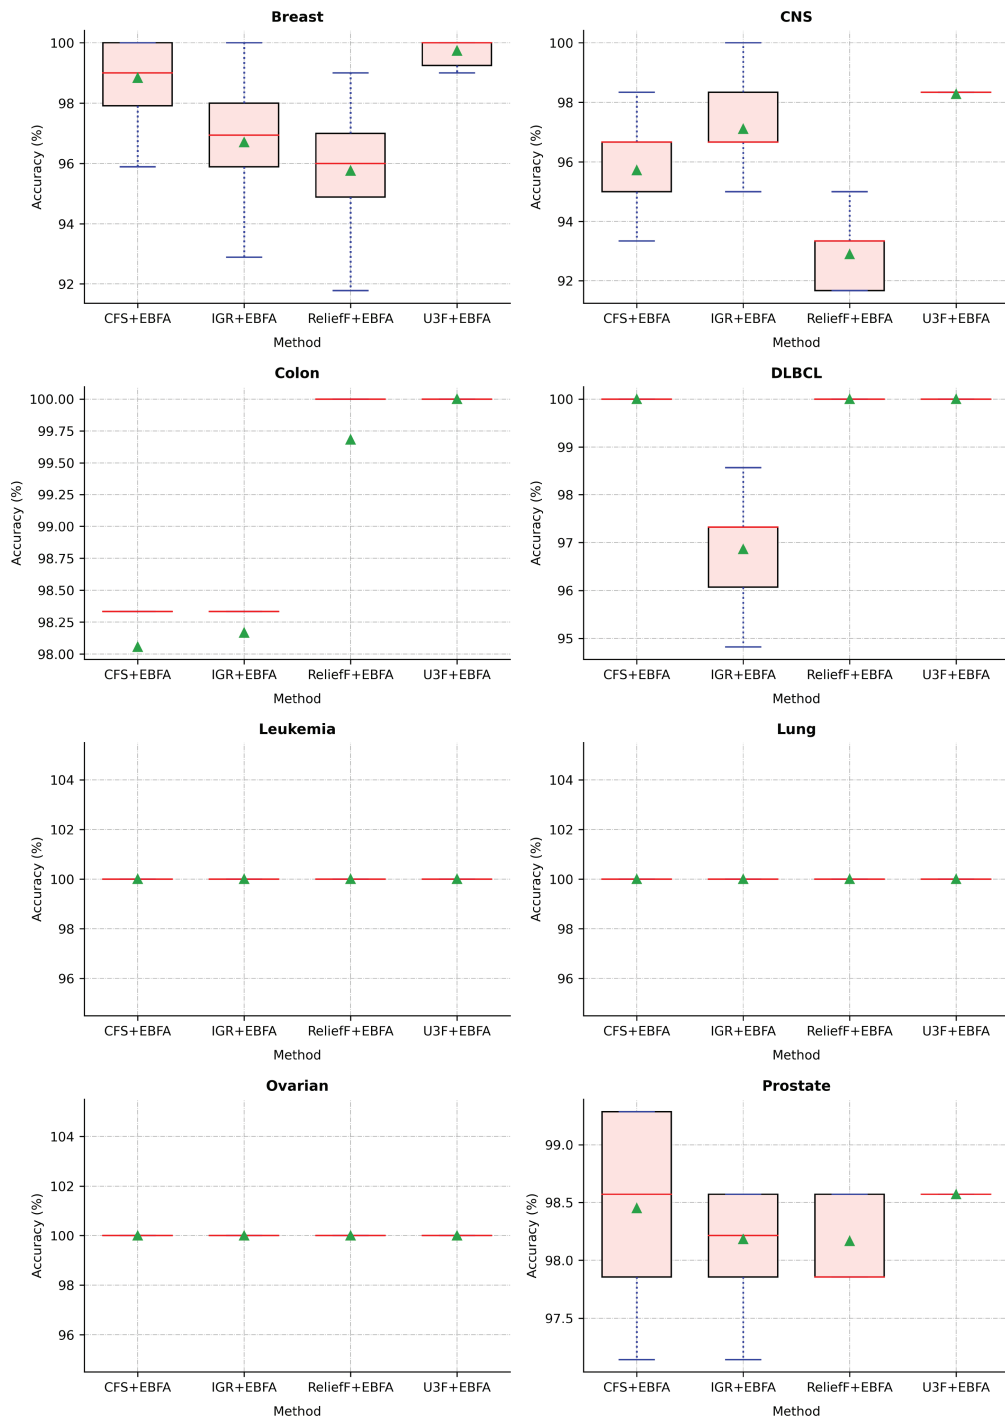 Breast
100
98
96
94
92
Accuracy (%)
CFS+EBFA IGR+EBFA ReliefF+EBFA U3F+EBFA
Method
CNS
100
98
96
94
92
Accuracy (%)
CFS+EBFA IGR+EBFA ReliefF+EBFA U3F+EBFA
Method
Colon
100.00
99.75
99.50
99.25
99.00
98.75
98.50
98.25
98.00
Accuracy (%)
CFS+EBFA IGR+EBFA ReliefF+EBFA U3F+EBFA
Method
DLBCL
100
99
98
97
96
95
Accuracy (%)
CFS+EBFA IGR+EBFA ReliefF+EBFA U3F+EBFA
Method
Leukemia
104
102
100
98
96
Accuracy (%)
CFS+EBFA IGR+EBFA ReliefF+EBFA U3F+EBFA
Method
Lung
104
102
100
98
96
Accuracy (%)
CFS+EBFA IGR+EBFA ReliefF+EBFA U3F+EBFA
Method
Ovarian
104
102
100
98
96
Accuracy (%)
CFS+EBFA IGR+EBFA ReliefF+EBFA U3F+EBFA
Method
Prostate
99.0
98.5
98.0
97.5
Accuracy (%)
CFS+EBFA IGR+EBFA ReliefF+EBFA U3F+EBFA
Method